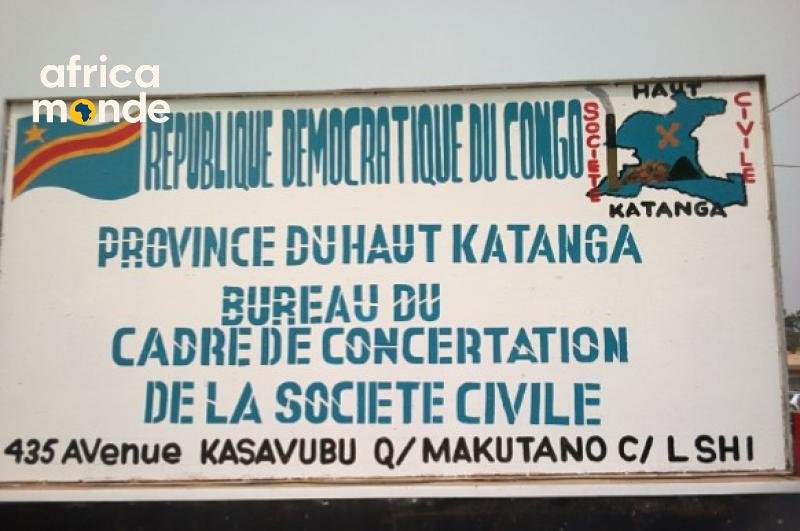 africa
monde
REPUBLIQUE DEMOCRATIQUE DU CONGO
HAUT
SOCIETE
CIVILE
KATANGA
PROVINCE DU HAUT KATANGA
BUREAU DU
CADRE DE CONCERTATION
DE LA SOCIETE CIVILE
435 AVenue KASAVUBU Q/MAKUTANO C/ LSHI